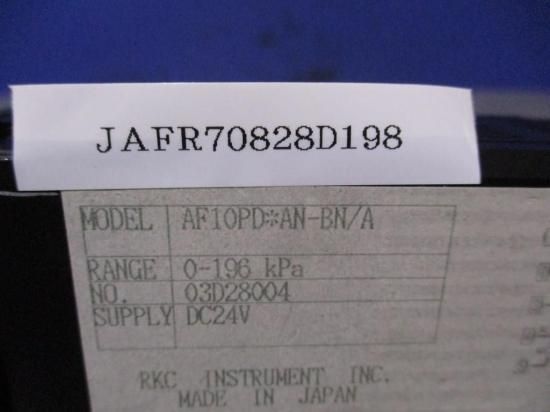 JAFR70828D198
MODEL AF10PD*AN-BN/A
RANGE 0-196 kPa
NO. 03D28004
SUPPLY DC24V
RKC INSTRUMENT INC.
MADE IN JAPAN